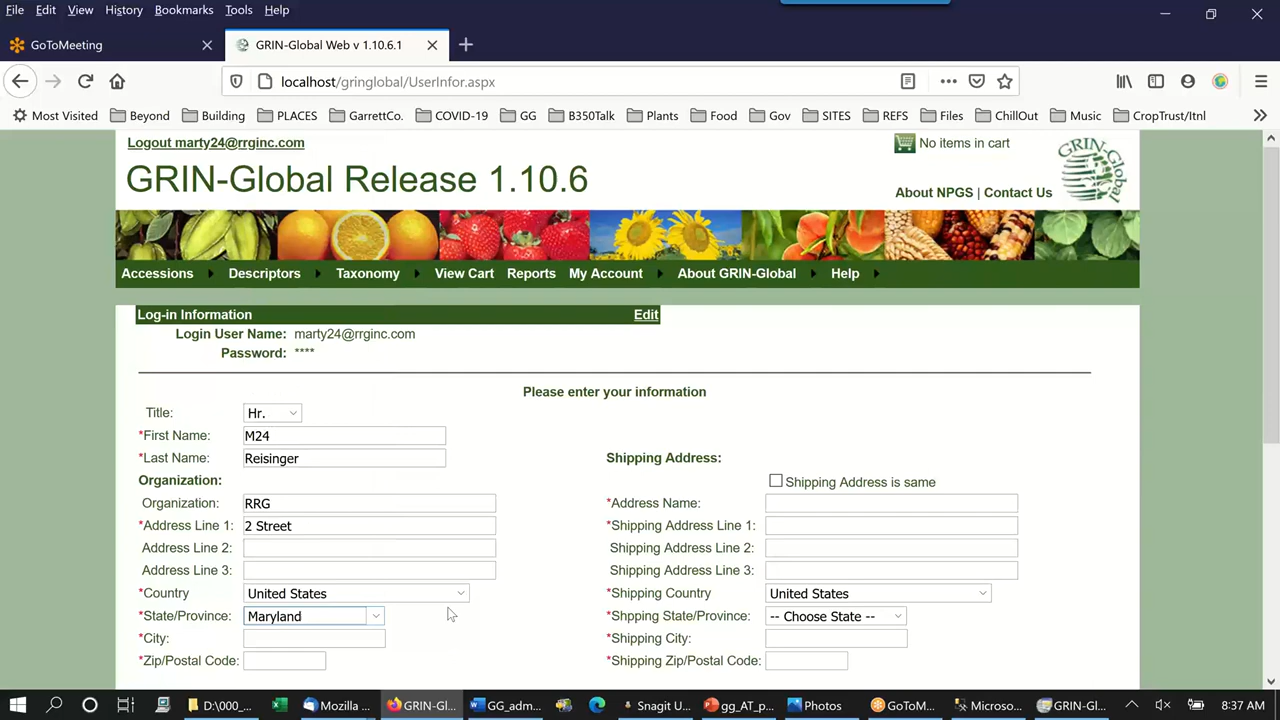 File Edit View History Bookmarks Tools Help
GoToMeeting
GRIN-Global Web v 1.10.6.1
localhost/gringlobal/UserInfor.aspx
Most Visited Beyond Building PLACES GarrettCo. COVID-19 GG B350Talk Plants Food Gov SITES REFS Files ChillOut Music CropTrust/Itnl
Logout marty24@rrginc.com
No items in cart
GRIN-GLOBAL
GRIN-Global Release 1.10.6
About NPGS | Contact Us
Accessions Descriptors Taxonomy View Cart Reports My Account About GRIN-Global Help
Log-in Information Edit
Login User Name: marty24@rrginc.com
Password: ****
Please enter your information
Title: Hr.
*First Name: M24
*Last Name: Reisinger
Shipping Address:
Organization:
Shipping Address is same
Organization: RRG
*Address Name:
*Address Line 1: 2 Street
*Shipping Address Line 1:
Address Line 2:
Shipping Address Line 2:
Address Line 3:
Shipping Address Line 3:
*Country United States
*Shipping Country United States
*State/Province: Maryland
*Shpping State/Province: -- Choose State --
*City:
*Shipping City:
*Zip/Postal Code:
*Shipping Zip/Postal Code:
D:\000_... Mozilla ... GRIN-Gl... GG_adm... Snagit U... gg_AT_p... Photos GoToM... Microso... GRIN-Gl... 8:37 AM